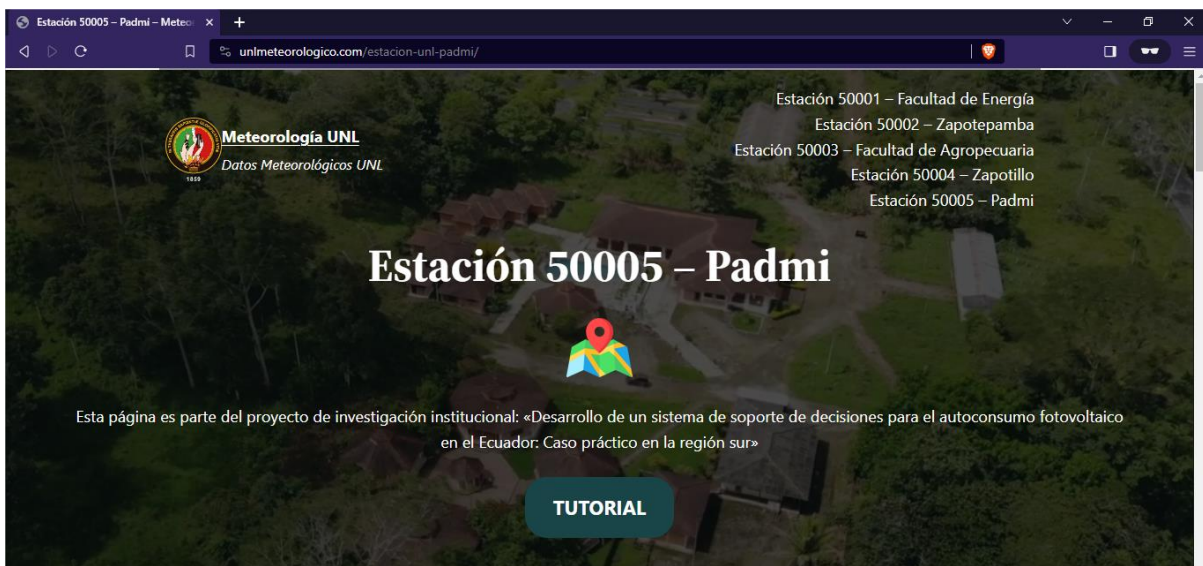 Estación 50005 – Padmi – Meteo
unlmeteorologico.com/estacion-unl-padmi/
Meteorología UNL
Datos Meteorológicos UNL
1859
Estación 50001 – Facultad de Energía
Estación 50002 – Zapotepamba
Estación 50003 – Facultad de Agropecuaria
Estación 50004 – Zapotillo
Estación 50005 – Padmi
Estación 50005 – Padmi
Esta página es parte del proyecto de investigación institucional: «Desarrollo de un sistema de soporte de decisiones para el autoconsumo fotovoltaico
en el Ecuador: Caso práctico en la región sur»
TUTORIAL